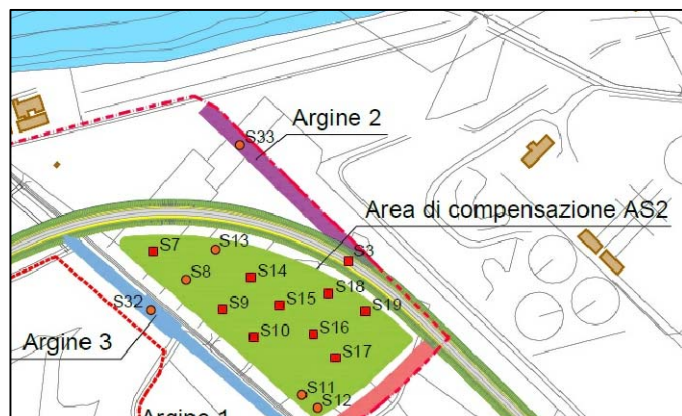 Argine 2
S33
Area di compensazione AS2
S7
S13
S3
S8
S14
S18
S32
S9
S15
S19
Argine 3
S10
S16
S17
S11
S12
Argine 1